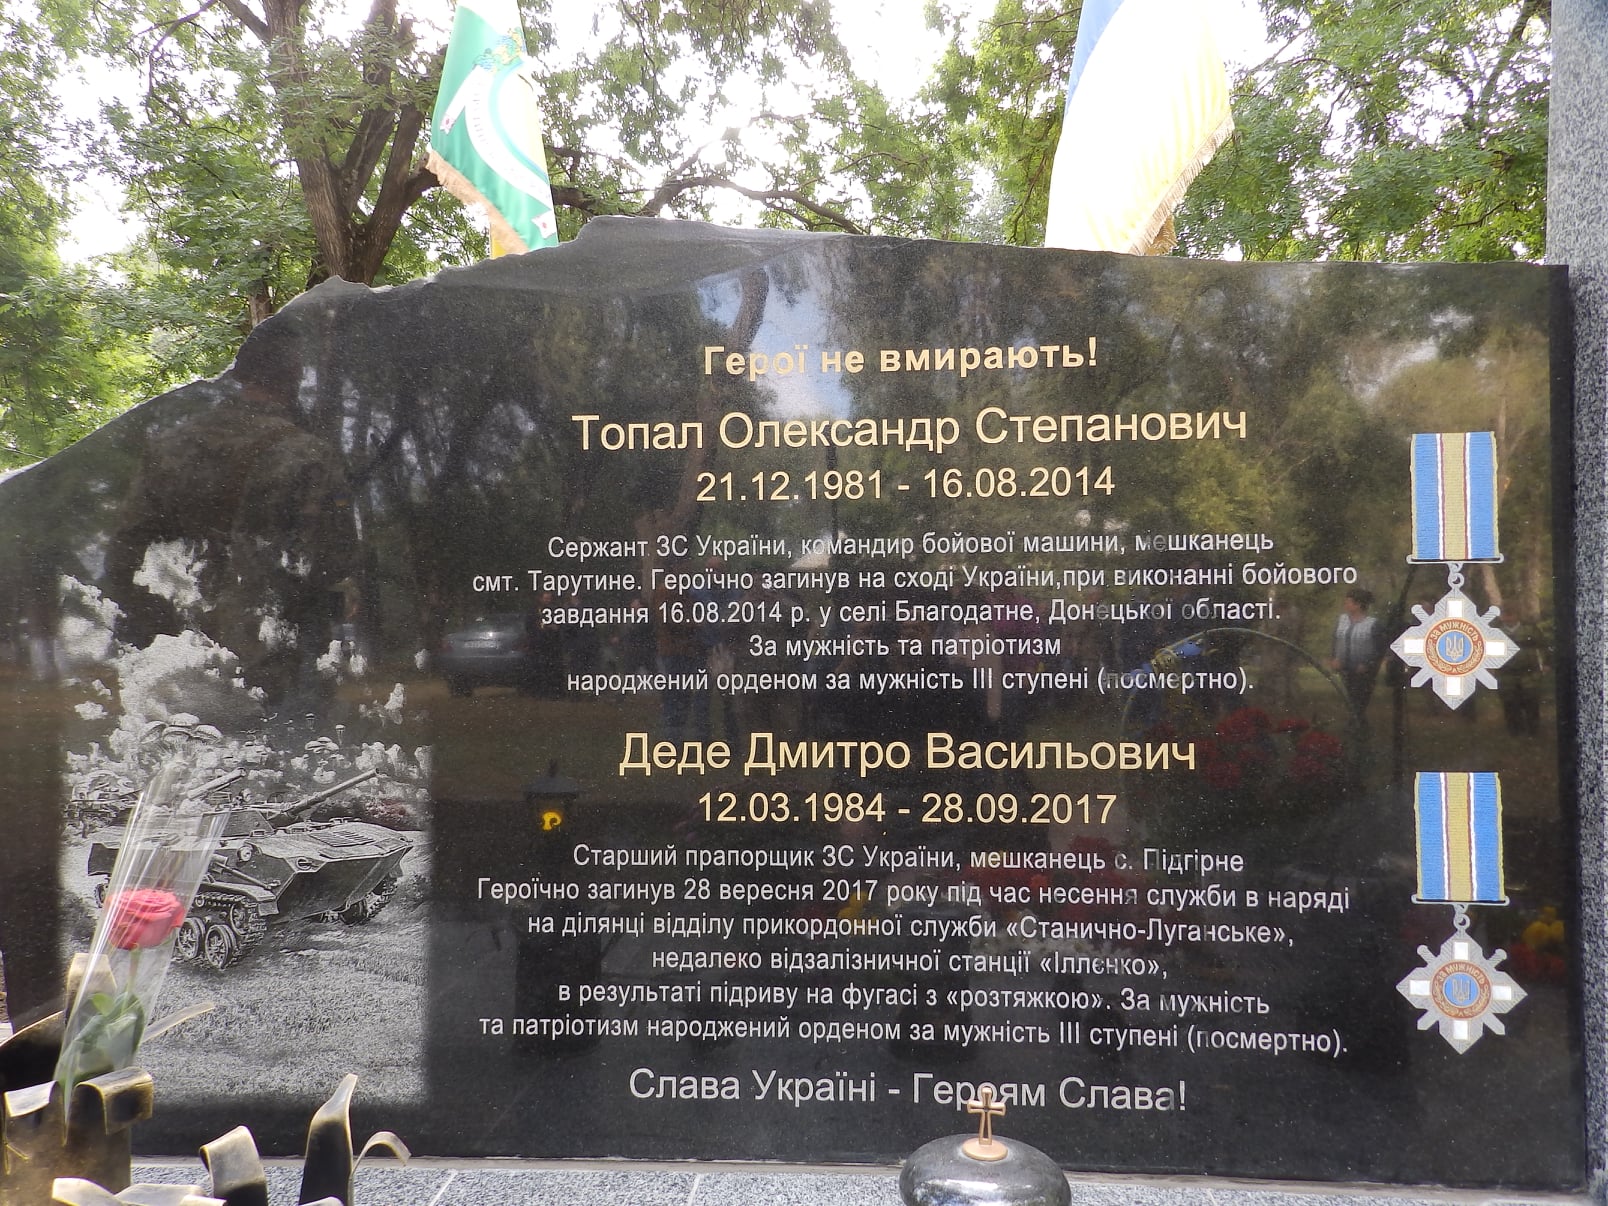 Герої не вмирають!
Топал Олександр Степанович
21.12.1981 - 16.08.2014
Сержант ЗС України, командир бойової машини, мешканець
смт. Тарутине. Героїчно загинув на сході України,при виконанні бойового
завдання 16.08.2014 р. у селі Благодатне, Донецької області.
За мужність та патріотизм
народжений орденом за мужність III ступені (посмертно).
ЗА МУЖНІСТЬ
Деде Дмитро Васильович
12.03.1984 - 28.09.2017
Старший прапорщик ЗС України, мешканець с. Підгірне
Героїчно загинув 28 вересня 2017 року під час несення служби в наряді
на ділянці відділу прикордонної служби «Станично-Луганське»,
недалеко відзалізничної станції «Іллєнко»,
в результаті підриву на фугасі з «розтяжкою». За мужність
та патріотизм народжений орденом за мужність III ступені (посмертно).
ЗА МУЖНІСТЬ
Слава Україні - Героям Слава!